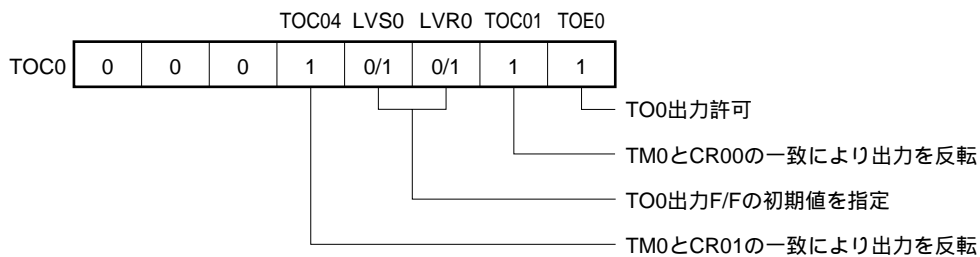 TOC04 LVS0 LVR0 TOC01 TOE0
TOC0 0 0 0 1 0/1 0/1 1 1
TO0出力許可
TM0とCR00の一致により出力を反転
TO0出力F/Fの初期値を指定
TM0とCR01の一致により出力を反転